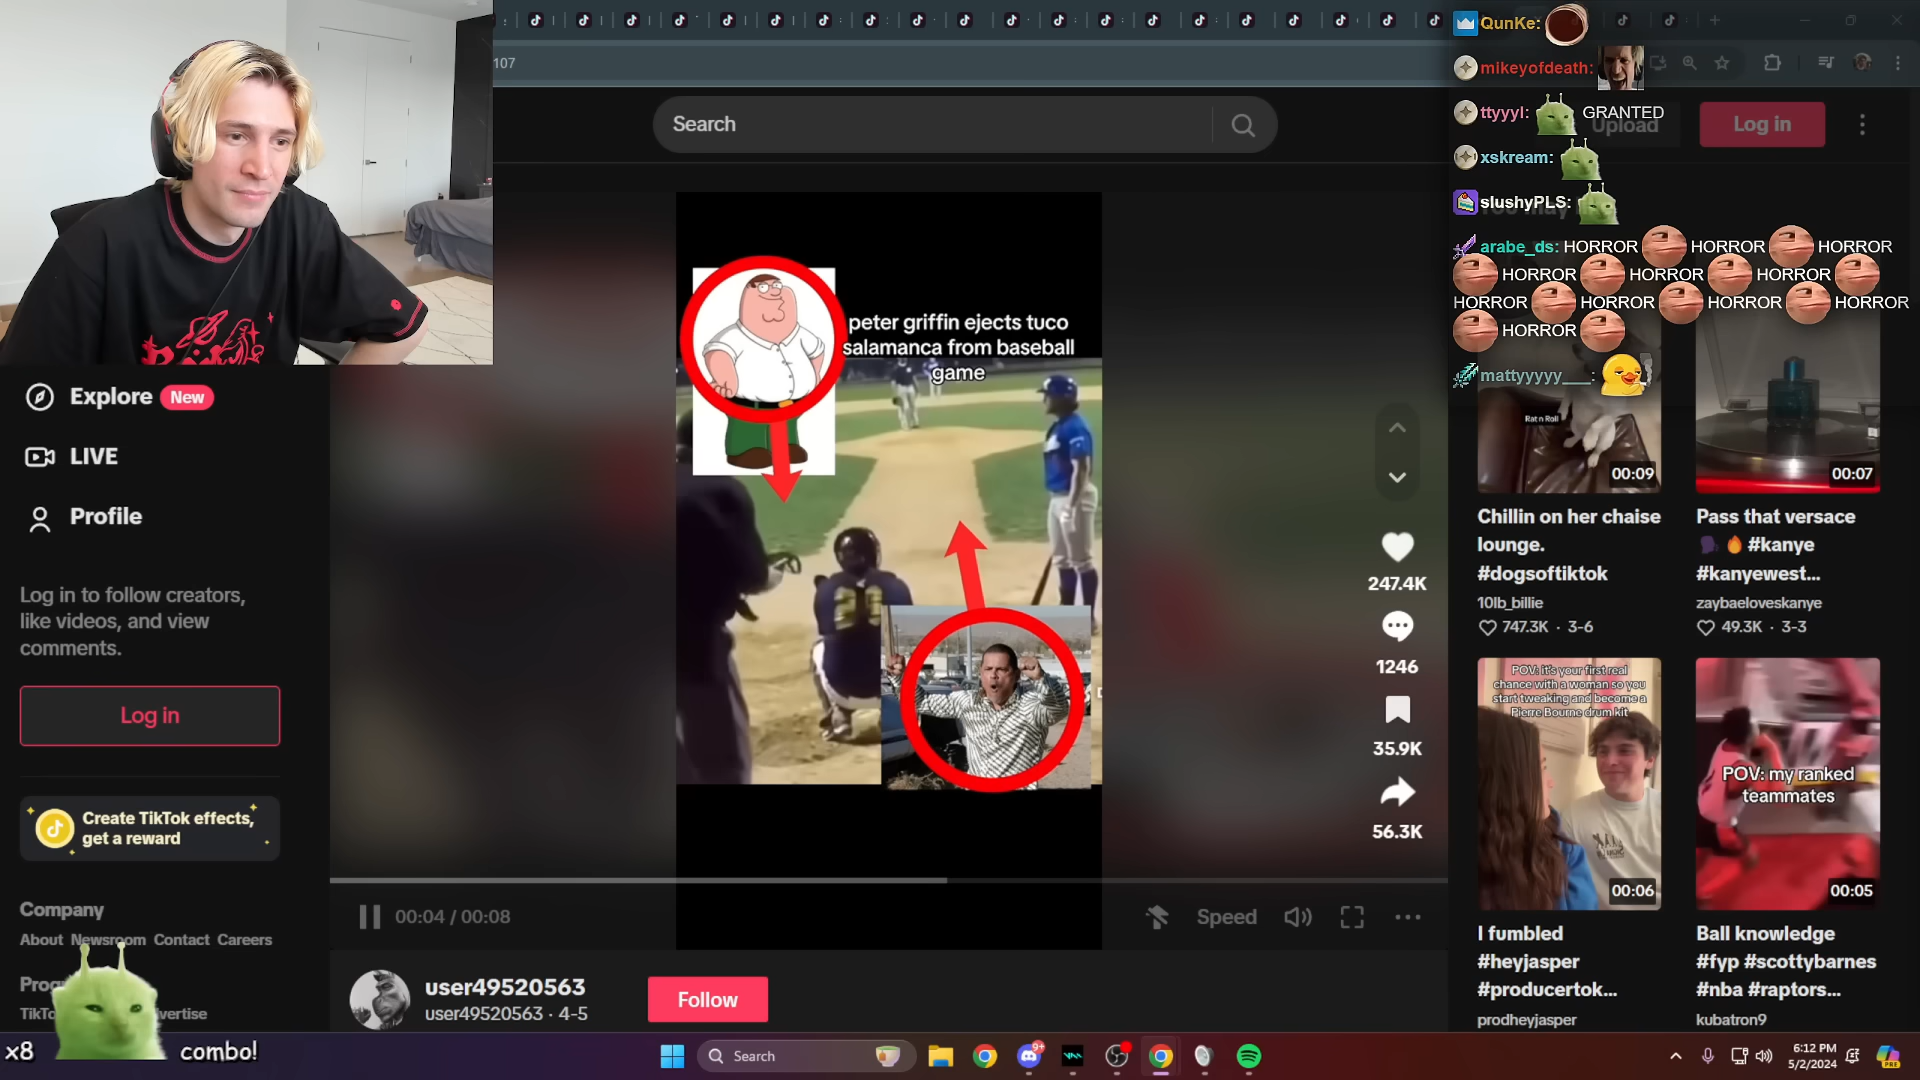 107
Search
Upload
Log in
QunKe:
mikeyofdeath:
ttyyyl: GRANTED
xskream:
slushyPLS:
arabe_ds: HORROR HORROR HORROR
HORROR HORROR HORROR
HORROR HORROR HORROR HORROR
HORROR
mattyyyyy___:
Explore New
LIVE
Profile
Log in to follow creators,
like videos, and view
comments.
Log in
Create TikTok effects,
get a reward
Company
About Newsroom Contact Careers
x8 combo!
peter griffin ejects tuco
salamanca from baseball
game
20
247.4K
1246
35.9K
56.3K
00:04 / 00:08
Speed
user49520563
user49520563 · 4-5
Follow
Rat n Roll
00:09
Chillin on her chaise
lounge.
#dogsoftiktok
10lb_billie
747.3K · 3-6
00:07
Pass that versace
#kanye
#kanyewest...
zaybaeloveskanye
49.3K · 3-3
POV: it's your first real
chance with a woman so you
start tweaking and become a
Pierre Bourne drum kit
00:06
I fumbled
#heyjasper
#producertok...
prodheyjasper
POV: my ranked
teammates
00:05
Ball knowledge
#fyp #scottybarnes
#nba #raptors...
kubatron9
Search
9+
6:12 PM
5/2/2024
PRE